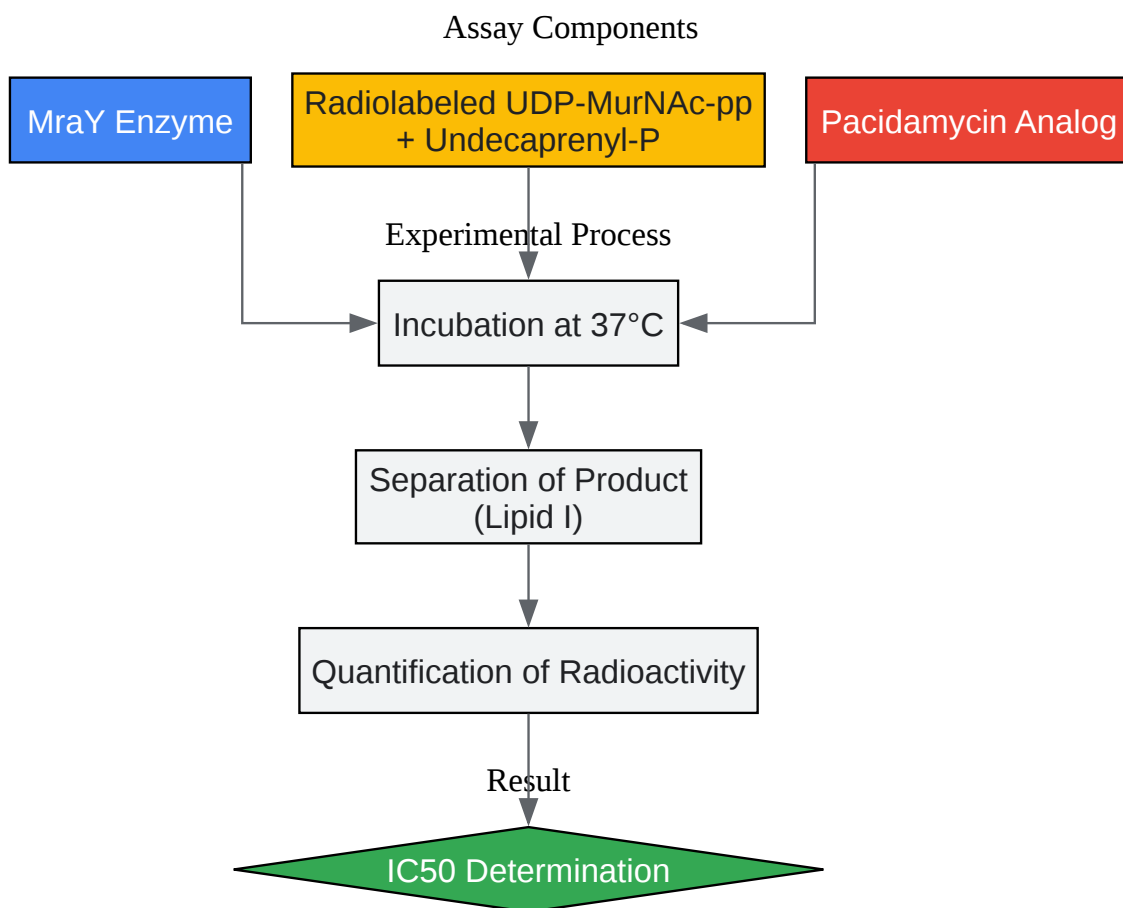 Assay Components
MraY Enzyme
Radiolabeled UDP-MurNAc-pp
+ Undecaprenyl-P
Pacidamycin Analog
Experimental Process
Incubation at 37°C
Separation of Product
(Lipid I)
Quantification of Radioactivity
Result
IC50 Determination